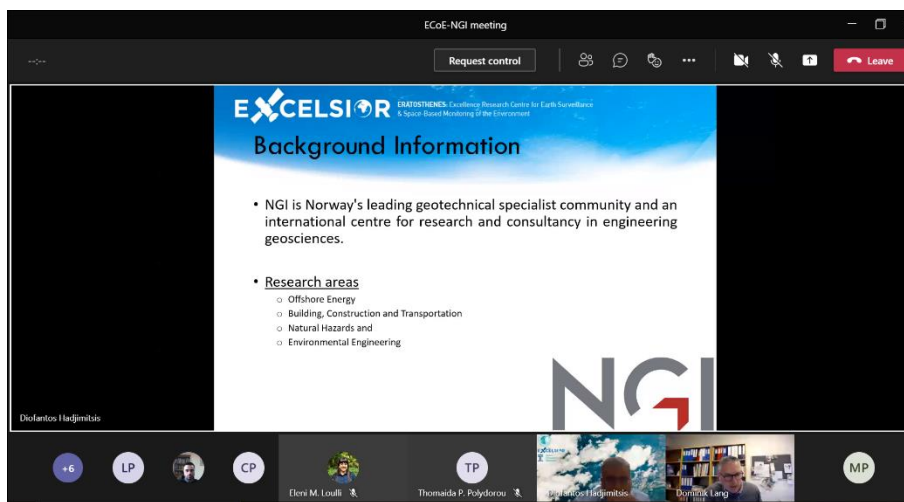 ECoE-NGI meeting
--:--
Request control
Leave
EXCELSIOR
ERATOSTHENES: Excellence Research Centre for Earth Surveillance
& Space-Based Monitoring of the Environment
Background Information
• NGI is Norway's leading geotechnical specialist community and an
international centre for research and consultancy in engineering
geosciences.
• Research areas
o Offshore Energy
o Building, Construction and Transportation
o Natural Hazards and
o Environmental Engineering
NGI
Diofantos Hadjimitsis
+6
LP
CP
TP
MP
Eleni M. Loulli
Thomaida P. Polydorou
Diofantos Hadjimitsis
Dominik Lang